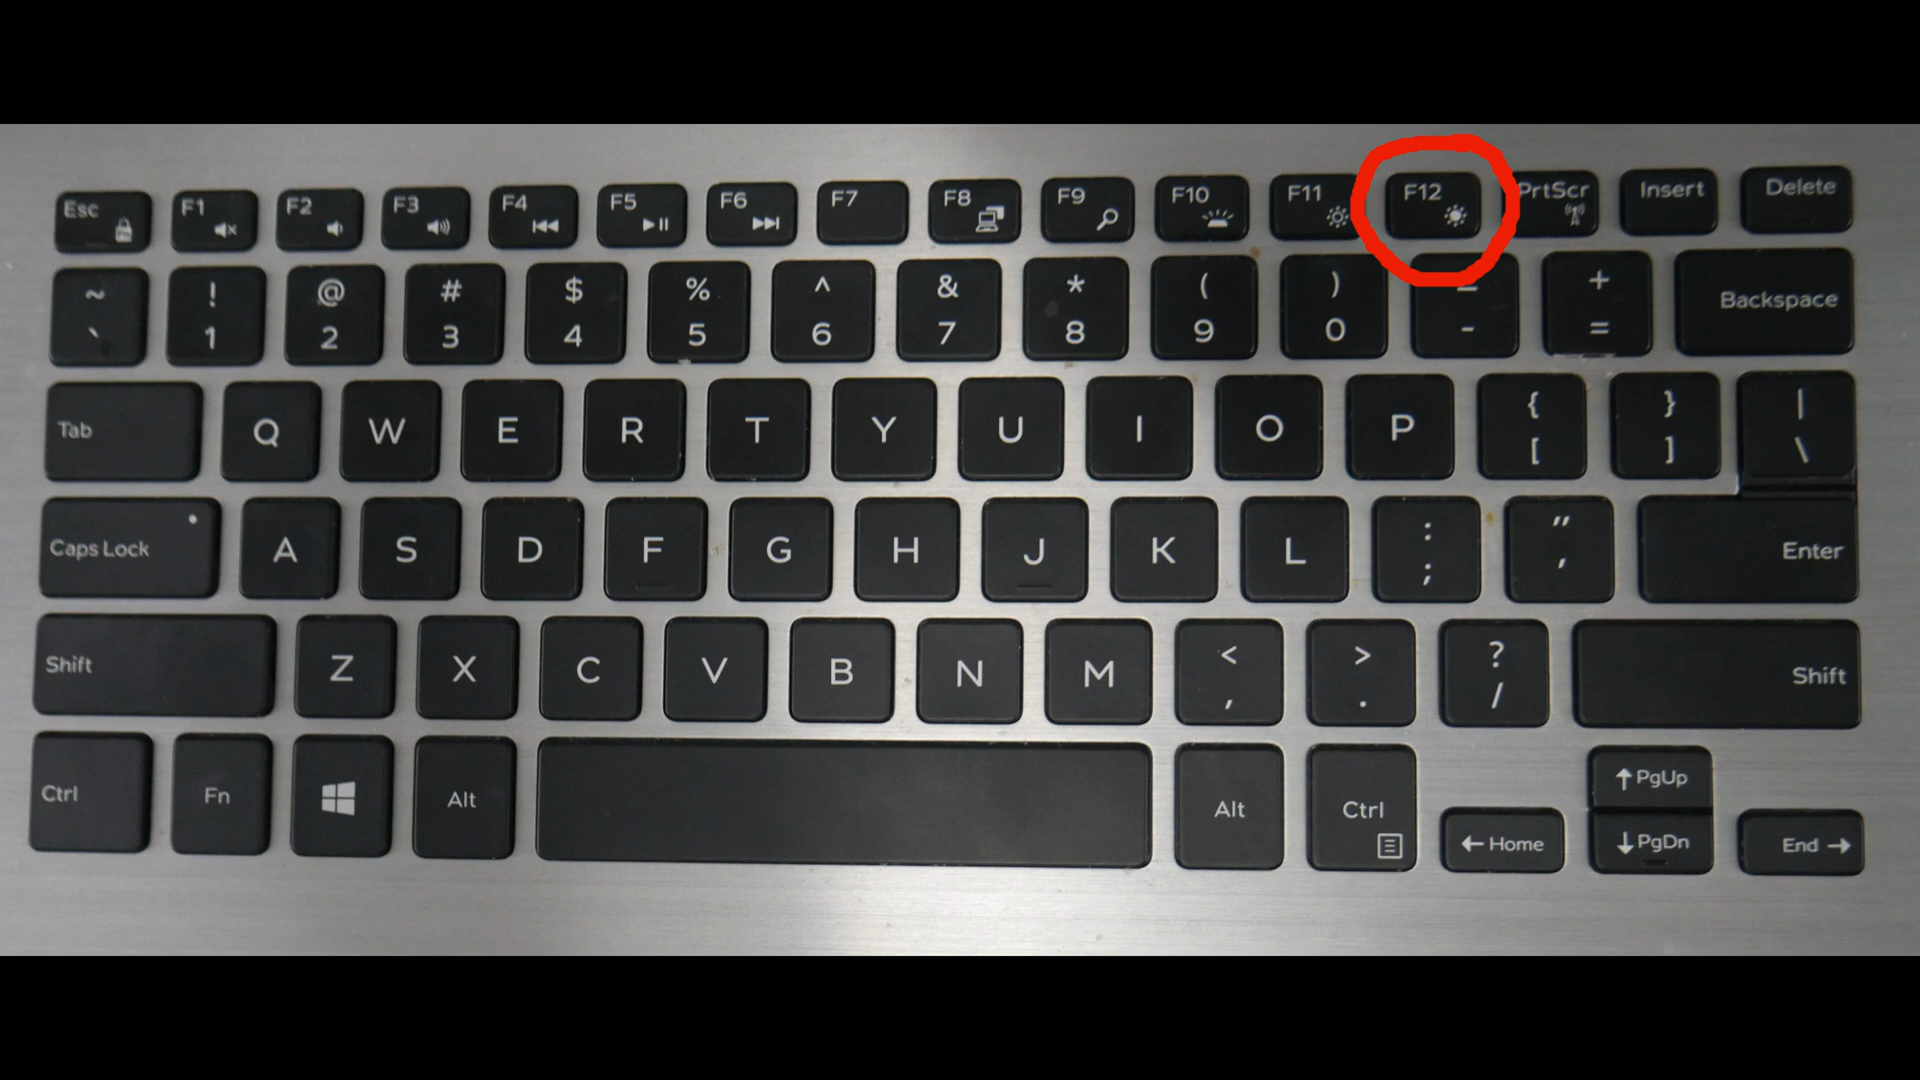 Esc F1 F2 F3 F4 F5 F6 F7 F8 F9 F10 F11 F12 PrtScr Insert Delete
~ ! @ # $ % ^ & * ( ) _ +
` 1 2 3 4 5 6 7 8 9 0 - = Backspace
Tab Q W E R T Y U I O P { } |
[ ] \
Caps Lock A S D F G H J K L : " Enter
; '
Shift Z X C V B N M < > ? Shift
, . /
Ctrl Fn Alt Alt Ctrl ↑ PgUp
← Home ↓ PgDn End →